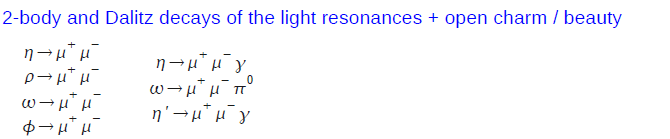 2-body and Dalitz decays of the light resonances + open charm / beauty
η→μ⁺μ⁻
ρ→μ⁺μ⁻
ω→μ⁺μ⁻
ϕ→μ⁺μ⁻
η→μ⁺μ⁻γ
ω→μ⁺μ⁻π⁰
η'→μ⁺μ⁻γ